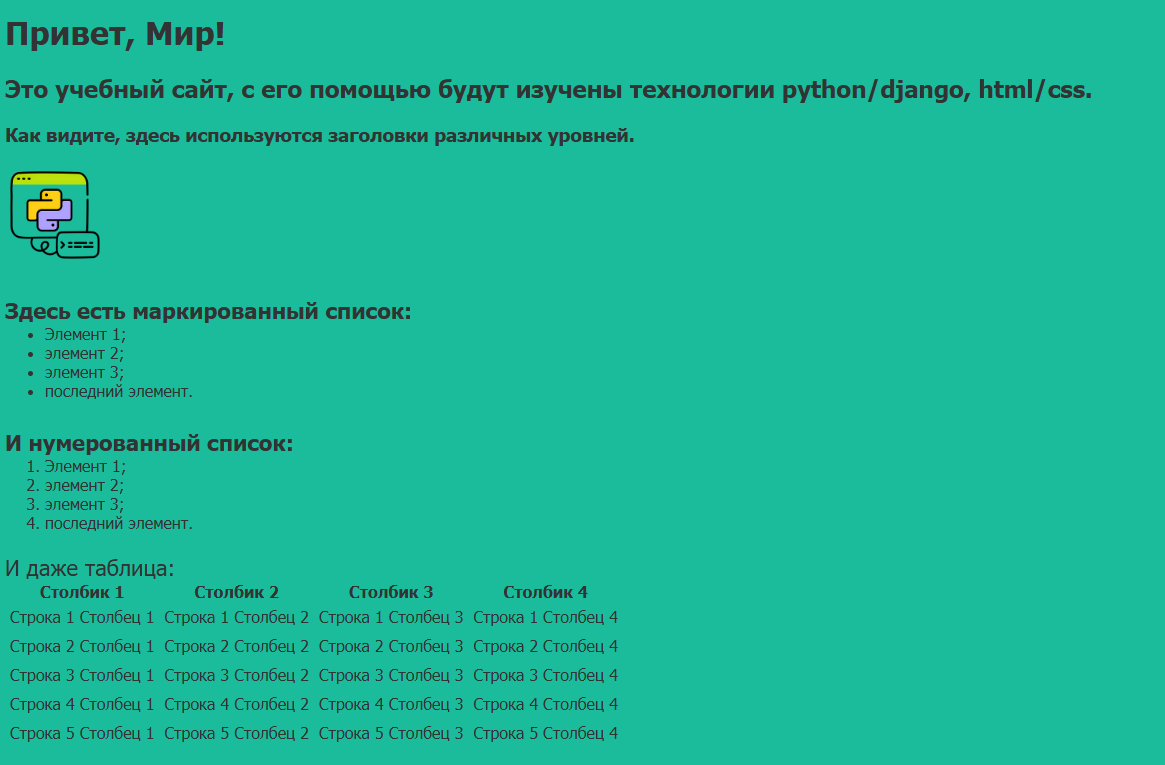 Привет, Мир!
Это учебный сайт, с его помощью будут изучены технологии python/django, html/css.
Как видите, здесь используются заголовки различных уровней.
Здесь есть маркированный список:
• Элемент 1;
• элемент 2;
• элемент 3;
• последний элемент.
И нумерованный список:
1. Элемент 1;
2. элемент 2;
3. элемент 3;
4. последний элемент.
И даже таблица:
Столбик 1 Столбик 2 Столбик 3 Столбик 4
Строка 1 Столбец 1 Строка 1 Столбец 2 Строка 1 Столбец 3 Строка 1 Столбец 4
Строка 2 Столбец 1 Строка 2 Столбец 2 Строка 2 Столбец 3 Строка 2 Столбец 4
Строка 3 Столбец 1 Строка 3 Столбец 2 Строка 3 Столбец 3 Строка 3 Столбец 4
Строка 4 Столбец 1 Строка 4 Столбец 2 Строка 4 Столбец 3 Строка 4 Столбец 4
Строка 5 Столбец 1 Строка 5 Столбец 2 Строка 5 Столбец 3 Строка 5 Столбец 4